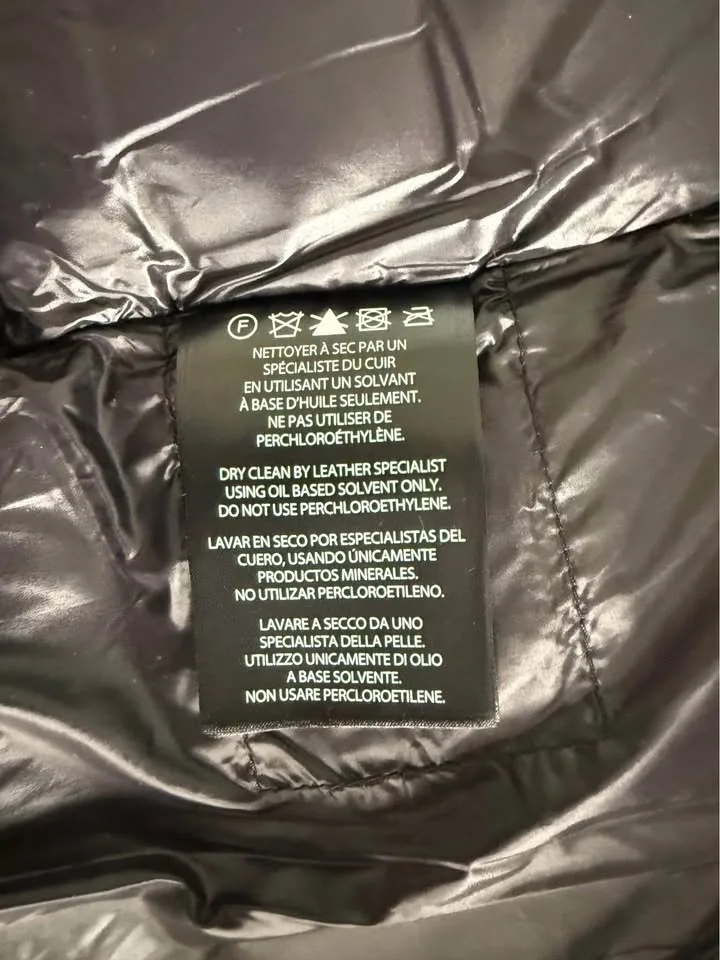 F
NETTOYER À SEC PAR UN
SPÉCIALISTE DU CUIR
EN UTILISANT UN SOLVANT
À BASE D'HUILE SEULEMENT.
NE PAS UTILISER DE
PERCHLOROÉTHYLÈNE.
DRY CLEAN BY LEATHER SPECIALIST
USING OIL BASED SOLVENT ONLY.
DO NOT USE PERCHLOROETHYLENE.
LAVAR EN SECO POR ESPECIALISTAS DEL
CUERO, USANDO ÚNICAMENTE
PRODUCTOS MINERALES.
NO UTILIZAR PERCLOROETILENO.
LAVARE A SECCO DA UNO
SPECIALISTA DELLA PELLE.
UTILIZZO UNICAMENTE DI OLIO
A BASE SOLVENTE.
NON USARE PERCLOROETILENE.